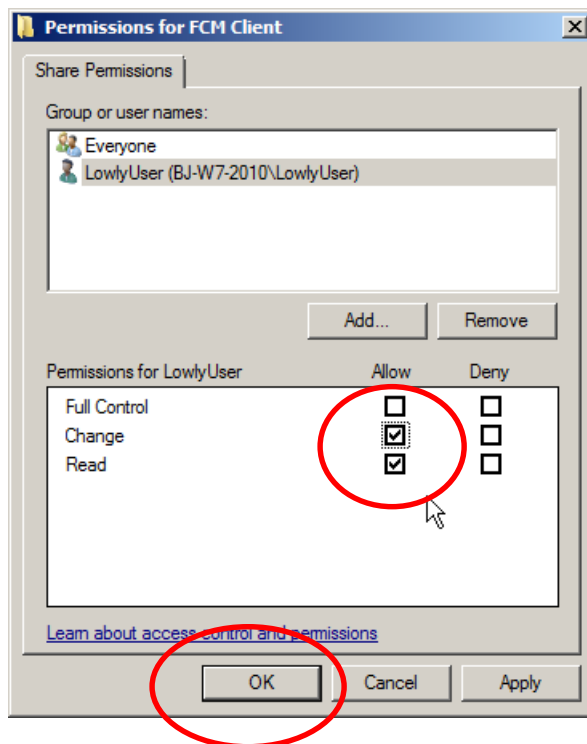 Permissions for FCM Client
Share Permissions
Group or user names:
Everyone
LowlyUser (BJ-W7-2010\LowlyUser)
Add... Remove
Permissions for LowlyUser Allow Deny
Full Control
Change
Read
Learn about access control and permissions
OK Cancel Apply